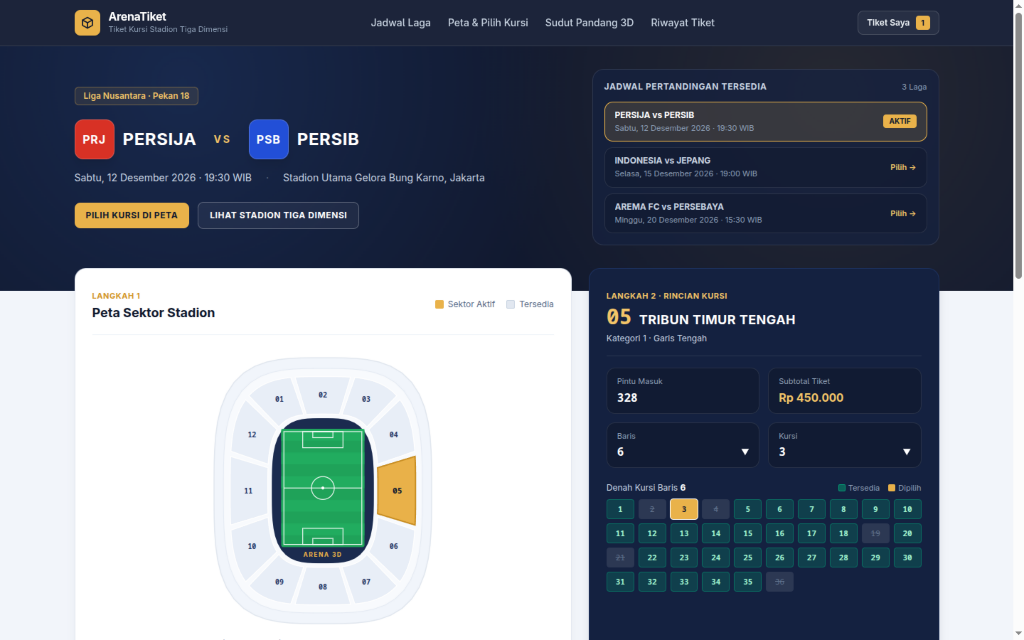 ArenaTiket
Tiket Kursi Stadion Tiga Dimensi
Jadwal Laga
Peta & Pilih Kursi
Sudut Pandang 3D
Riwayat Tiket
Tiket Saya 1
Liga Nusantara · Pekan 18
PRJ PERSIJA VS PSB PERSIB
Sabtu, 12 Desember 2026 · 19:30 WIB · Stadion Utama Gelora Bung Karno, Jakarta
PILIH KURSI DI PETA
LIHAT STADION TIGA DIMENSI
JADWAL PERTANDINGAN TERSEDIA
3 Laga
PERSIJA vs PERSIB
Sabtu, 12 Desember 2026 · 19:30 WIB
AKTIF
INDONESIA vs JEPANG
Selasa, 15 Desember 2026 · 19:00 WIB
Pilih →
AREMA FC vs PERSEBAYA
Minggu, 20 Desember 2026 · 15:30 WIB
Pilih →
LANGKAH 1
Peta Sektor Stadion
Sektor Aktif
Tersedia
01 02 03
12 04
11 05
10 06
ARENA 3D
09 08 07
LANGKAH 2 · RINCIAN KURSI
05 TRIBUN TIMUR TENGAH
Kategori 1 · Garis Tengah
Pintu Masuk
328
Subtotal Tiket
Rp 450.000
Baris
6 ▼
Kursi
3 ▼
Denah Kursi Baris 6
Tersedia
Dipilih
1 2 3 4 5 6 7 8 9 10
11 12 13 14 15 16 17 18 19 20
21 22 23 24 25 26 27 28 29 30
31 32 33 34 35 36